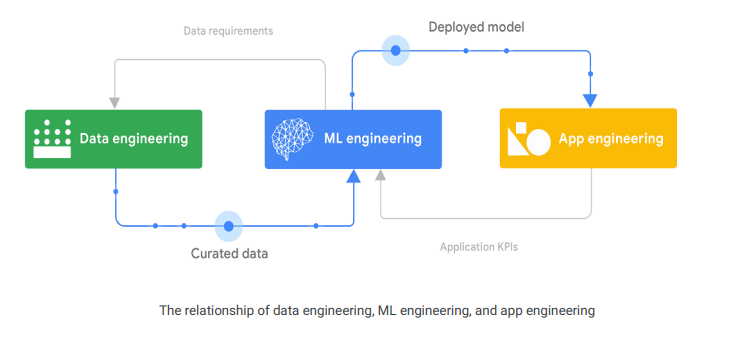 Data requirements
Deployed model
Data engineering
ML engineering
App engineering
Curated data
Application KPIs
The relationship of data engineering, ML engineering, and app engineering